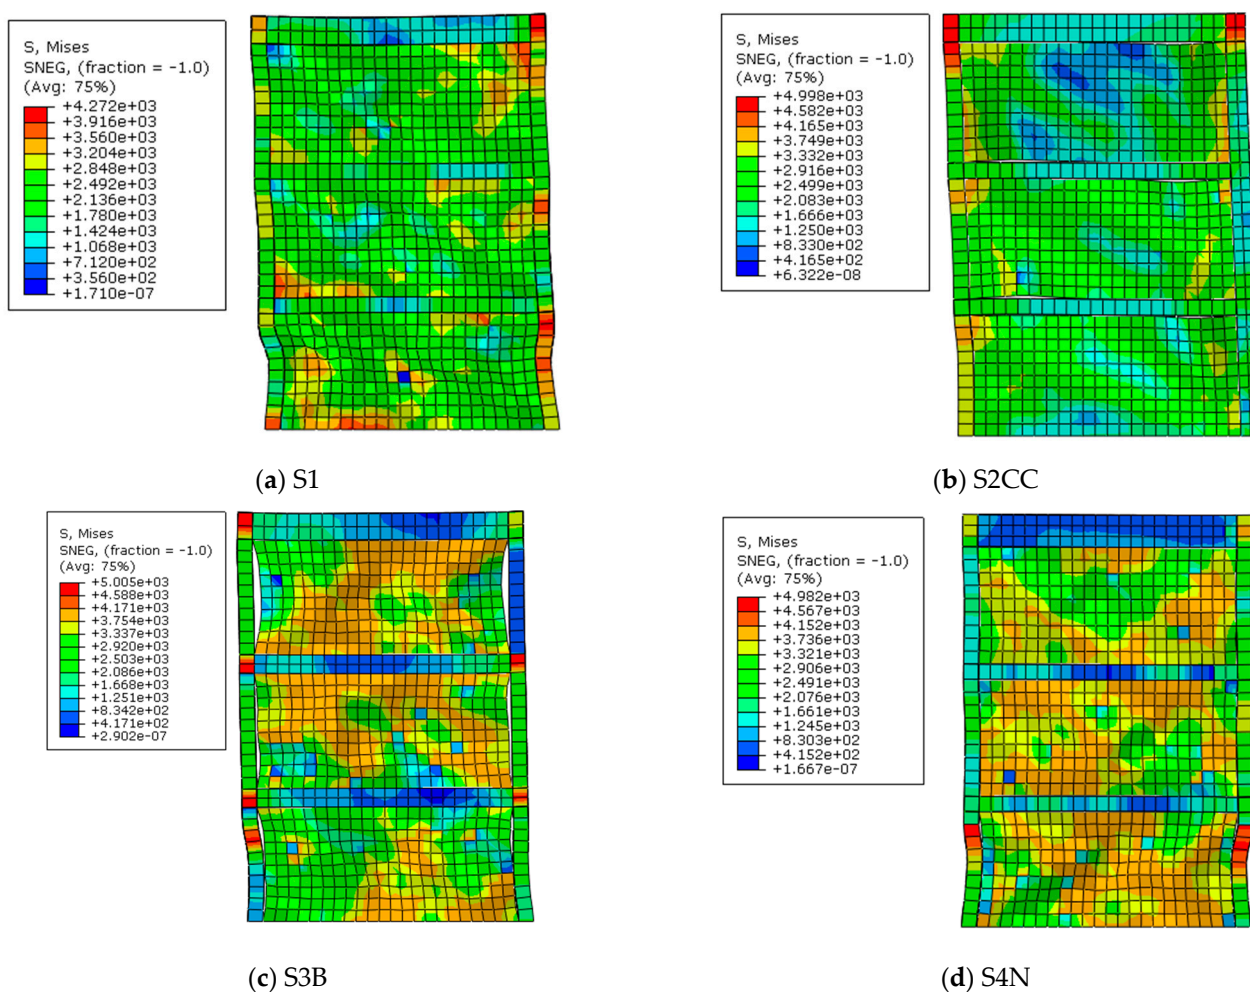 S, Mises
SNEG, (fraction = -1.0)
(Avg: 75%)
+4.272e+03
+3.916e+03
+3.560e+03
+3.204e+03
+2.848e+03
+2.492e+03
+2.136e+03
+1.780e+03
+1.424e+03
+1.068e+03
+7.120e+02
+3.560e+02
+1.710e-07
(a) S1
S, Mises
SNEG, (fraction = -1.0)
(Avg: 75%)
+4.998e+03
+4.582e+03
+4.165e+03
+3.749e+03
+3.332e+03
+2.916e+03
+2.499e+03
+2.083e+03
+1.666e+03
+1.250e+03
+8.330e+02
+4.165e+02
+6.322e-08
(b) S2CC
S, Mises
SNEG, (fraction = -1.0)
(Avg: 75%)
+5.005e+03
+4.588e+03
+4.171e+03
+3.754e+03
+3.337e+03
+2.920e+03
+2.503e+03
+2.086e+03
+1.668e+03
+1.251e+03
+8.342e+02
+4.171e+02
+2.902e-07
(c) S3B
S, Mises
SNEG, (fraction = -1.0)
(Avg: 75%)
+4.982e+03
+4.567e+03
+4.152e+03
+3.736e+03
+3.321e+03
+2.906e+03
+2.491e+03
+2.076e+03
+1.661e+03
+1.245e+03
+8.303e+02
+4.152e+02
+1.667e-07
(d) S4N